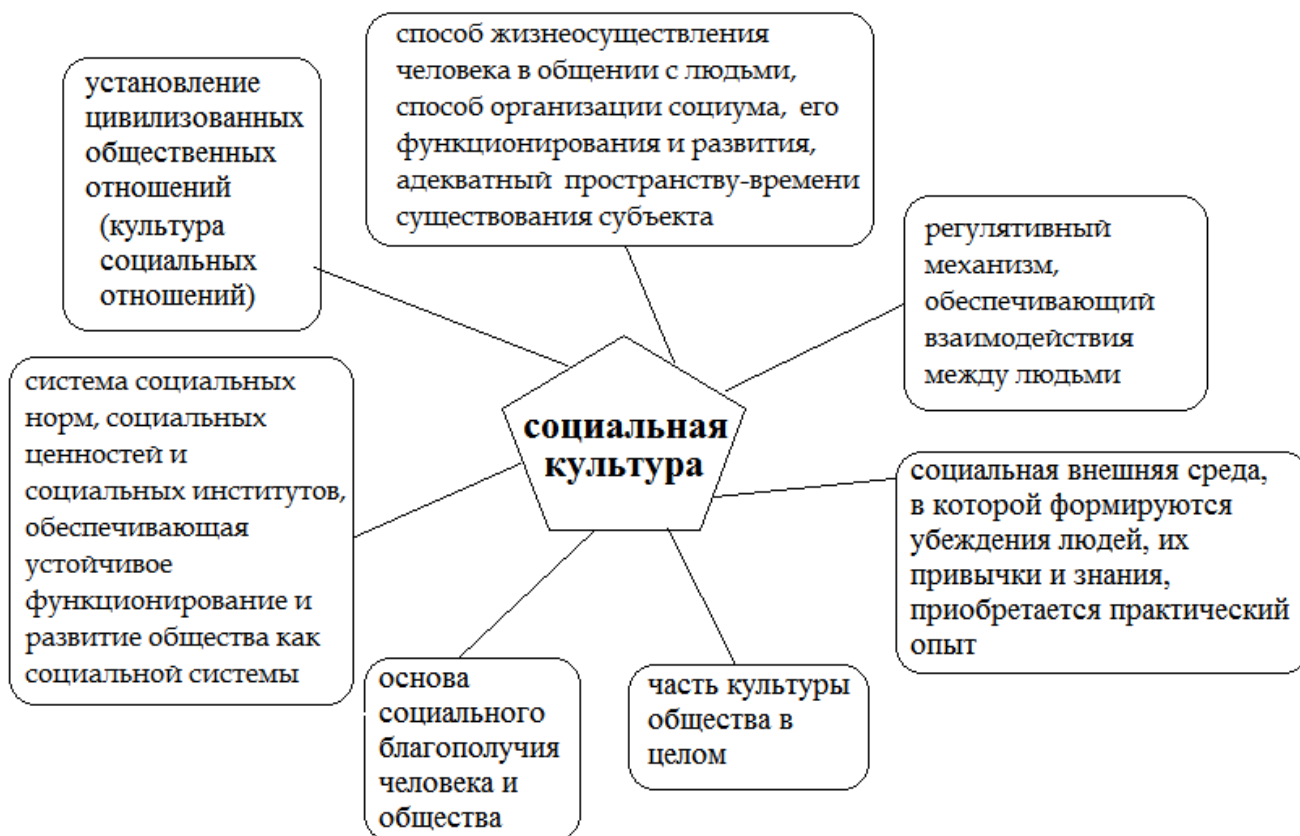 способ жизнеосуществления
человека в общении с людьми,
способ организации социума, его
функционирования и развития,
адекватный пространству-времени
существования субъекта
установление
цивилизованных
общественных
отношений
(культура
социальных
отношений)
регулятивный
механизм,
обеспечивающий
взаимодействия
между людьми
система социальных
норм, социальных
ценностей и
социальных институтов,
обеспечивающая
устойчивое
функционирование и
развитие общества как
социальной системы
социальная
культура
социальная внешняя среда,
в которой формируются
убеждения людей, их
привычки и знания,
приобретается практический
опыт
основа
социального
благополучия
человека и
общества
часть культуры
общества в
целом